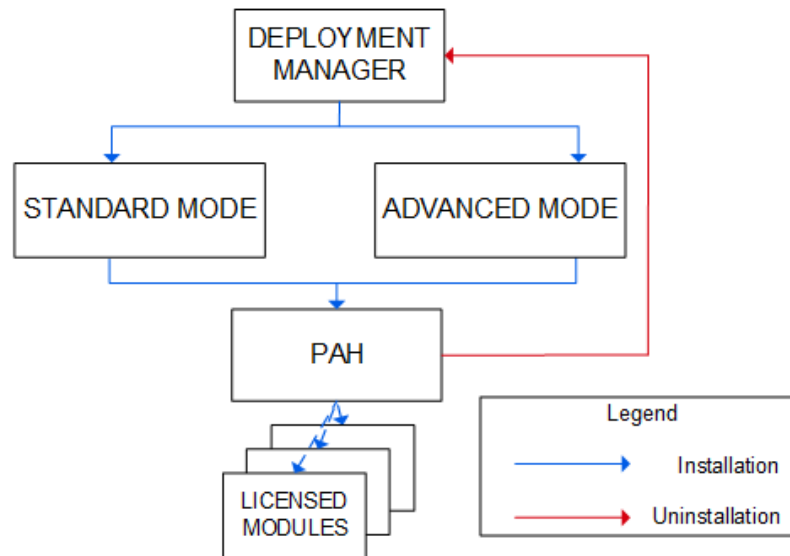 DEPLOYMENT
MANAGER
STANDARD MODE
ADVANCED MODE
PAH
LICENSED
MODULES
Legend
Installation
Uninstallation